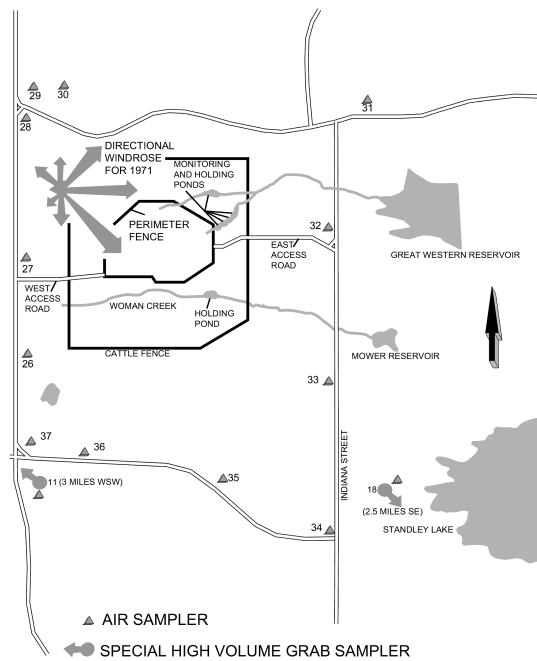 29
30
31
28
DIRECTIONAL
WINDROSE
FOR 1971
MONITORING
AND HOLDING
PONDS
PERIMETER
FENCE
32
EAST
ACCESS
ROAD
GREAT WESTERN RESERVOIR
27
WEST
ACCESS
ROAD
WOMAN CREEK
HOLDING
POND
CATTLE FENCE
MOWER RESERVOIR
26
33
37
36
35
INDIANA STREET
11 (3 MILES WSW)
18
(2.5 MILES SE)
STANDLEY LAKE
34
AIR SAMPLER
SPECIAL HIGH VOLUME GRAB SAMPLER